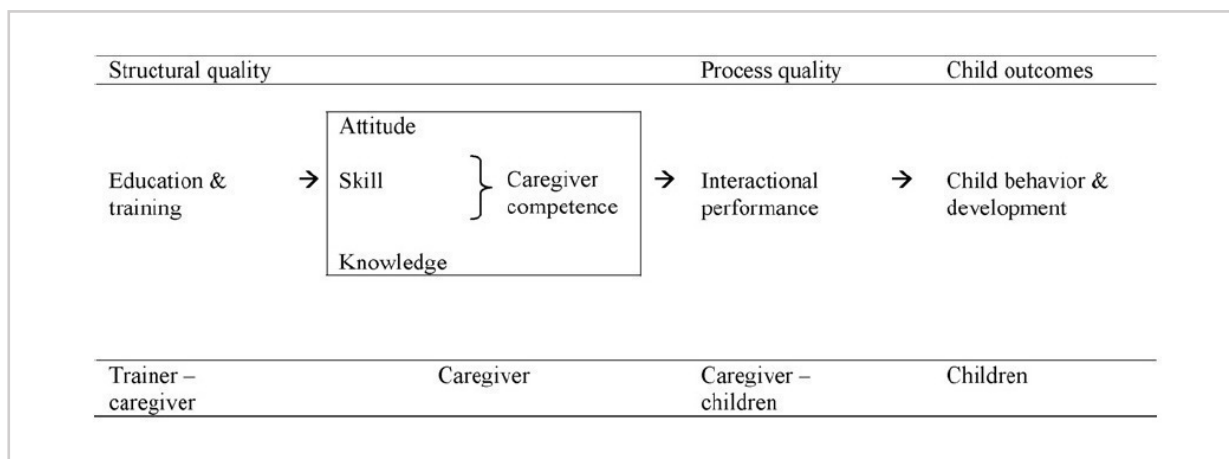 Structural quality Process quality Child outcomes
Attitude
Education & → Skill } Caregiver → Interactional → Child behavior &
training competence performance development
Knowledge
Trainer – Caregiver Caregiver – Children
caregiver children